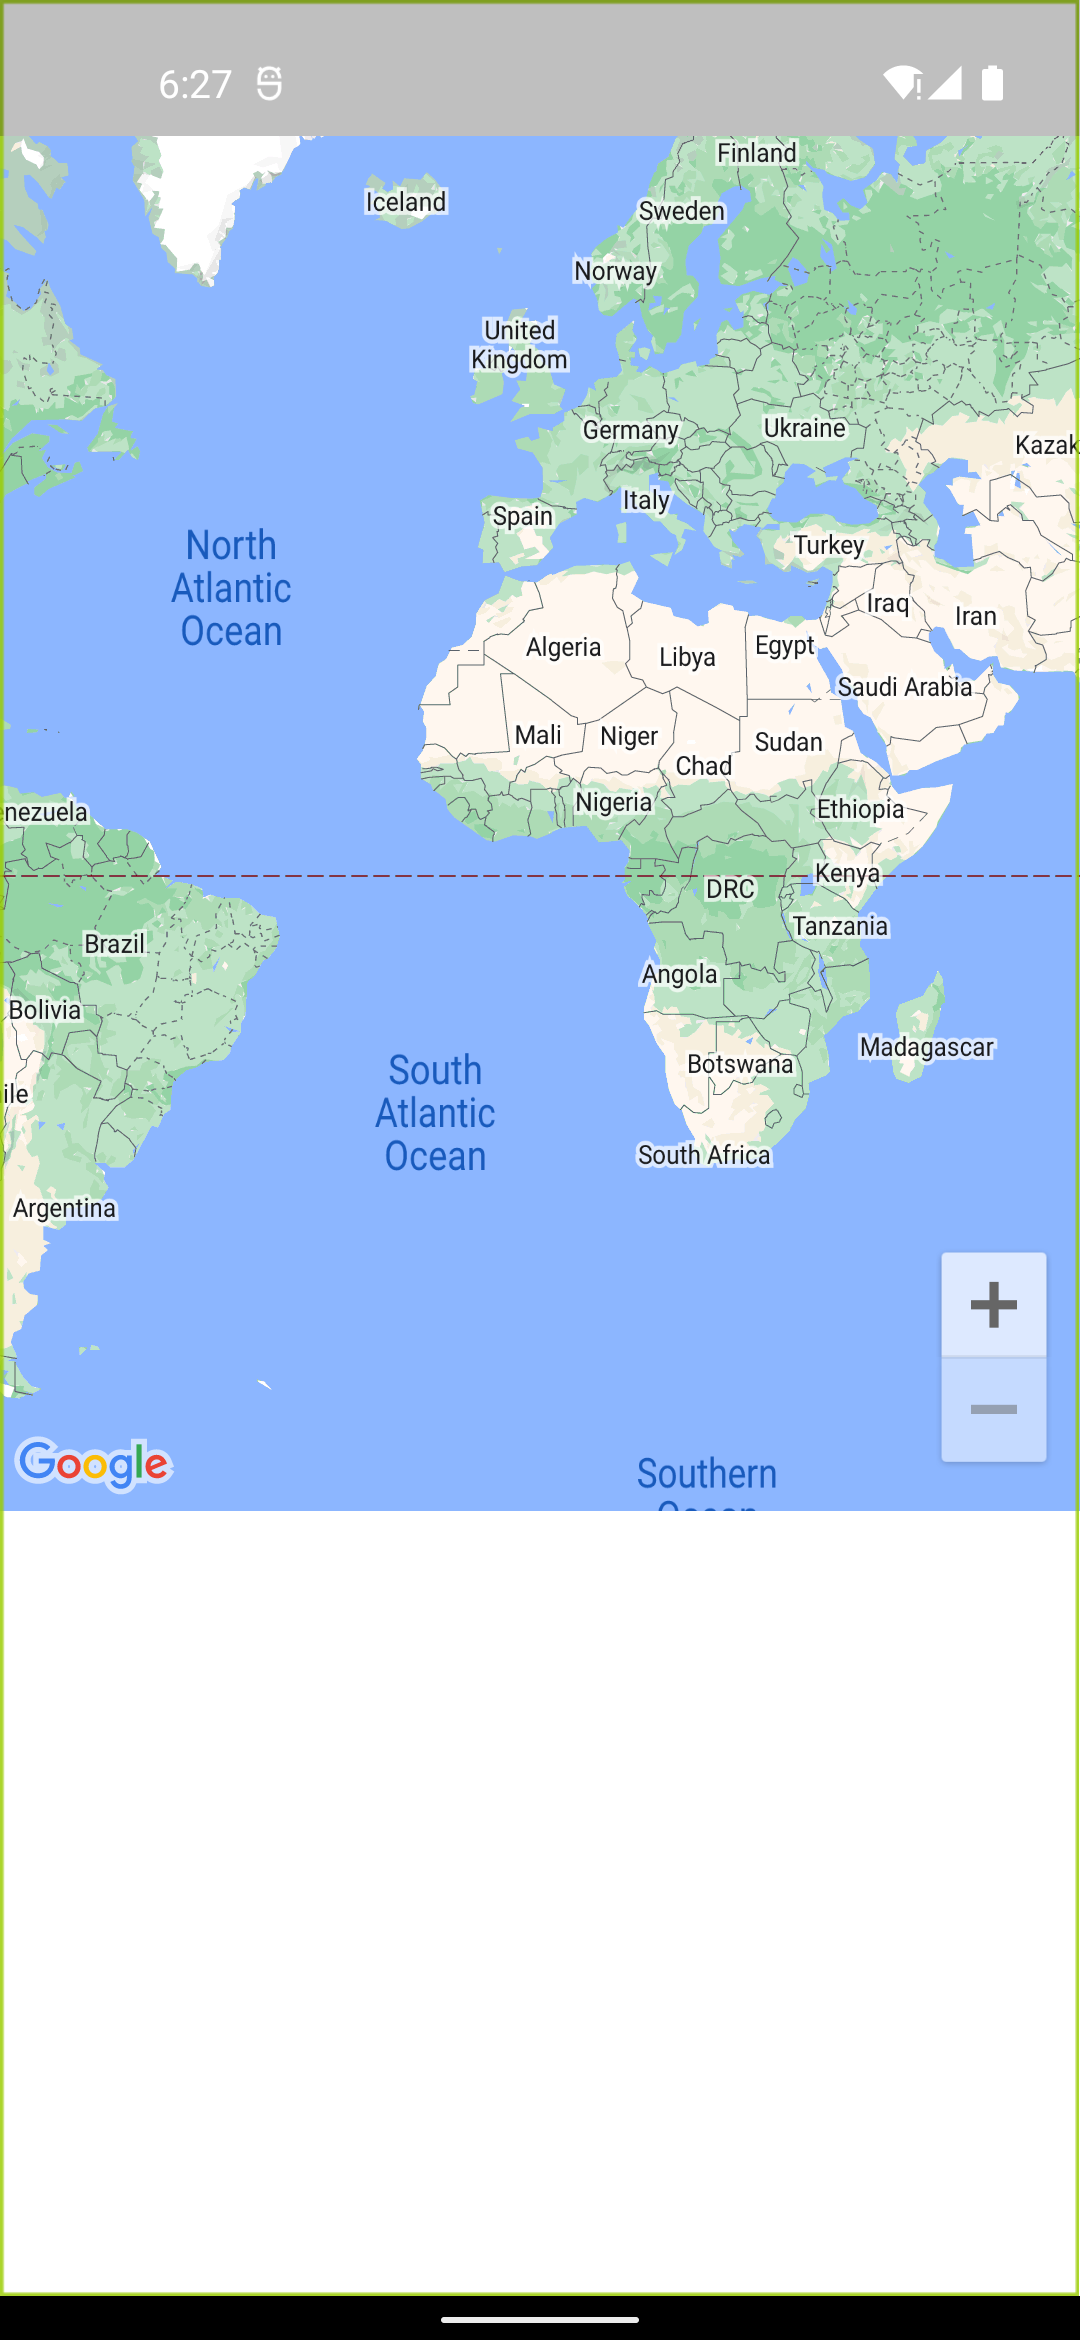 6:27
Finland
Iceland
Sweden
Norway
United
Kingdom
Germany
Ukraine
Kazak
Italy
Spain
North
Atlantic
Ocean
Turkey
Iraq
Iran
Algeria
Libya
Egypt
Saudi Arabia
Mali
Niger
Sudan
Chad
Nigeria
Ethiopia
nezuela
Kenya
DRC
Tanzania
Brazil
Angola
Bolivia
Madagascar
Botswana
South
Atlantic
Ocean
ile
South Africa
Argentina
Google
Southern
Ocean